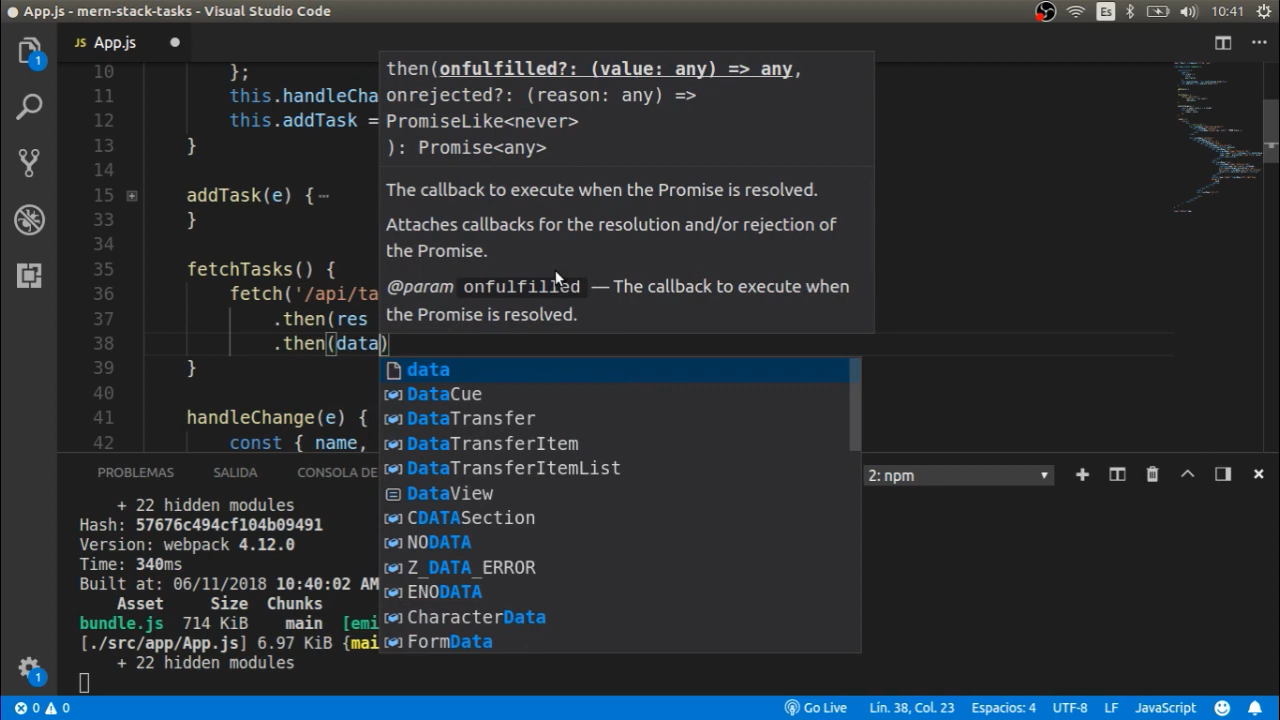 App.js - mern-stack-tasks - Visual Studio Code
Es
10:41
JS App.js
1
10 };
11 this.handleCha
12 this.addTask =
13 }
14
15 addTask(e) {
33 }
34
35 fetchTasks() {
36 fetch('/api/ta
37 .then(res
38 .then(data)
39 }
40
41 handleChange(e) {
42 const { name,
then(onfulfilled?: (value: any) => any,
onrejected?: (reason: any) =>
PromiseLike<never>
): Promise<any>
The callback to execute when the Promise is resolved.
Attaches callbacks for the resolution and/or rejection of
the Promise.
@param onfulfilled — The callback to execute when
the Promise is resolved.
data
DataCue
DataTransfer
DataTransferItem
DataTransferItemList
DataView
CDATASection
NODATA
Z_DATA_ERROR
ENODATA
CharacterData
FormData
PROBLEMAS SALIDA CONSOLA DE
2: npm
+ 22 hidden modules
Hash: 57676c494cf104b09491
Version: webpack 4.12.0
Time: 340ms
Built at: 06/11/2018 10:40:02 AM
Asset Size Chunks
bundle.js 714 KiB main [emi
[./src/app/App.js] 6.97 KiB {mai
+ 22 hidden modules
1
0 0
Go Live Lín. 38, Col. 23 Espacios: 4 UTF-8 LF JavaScript